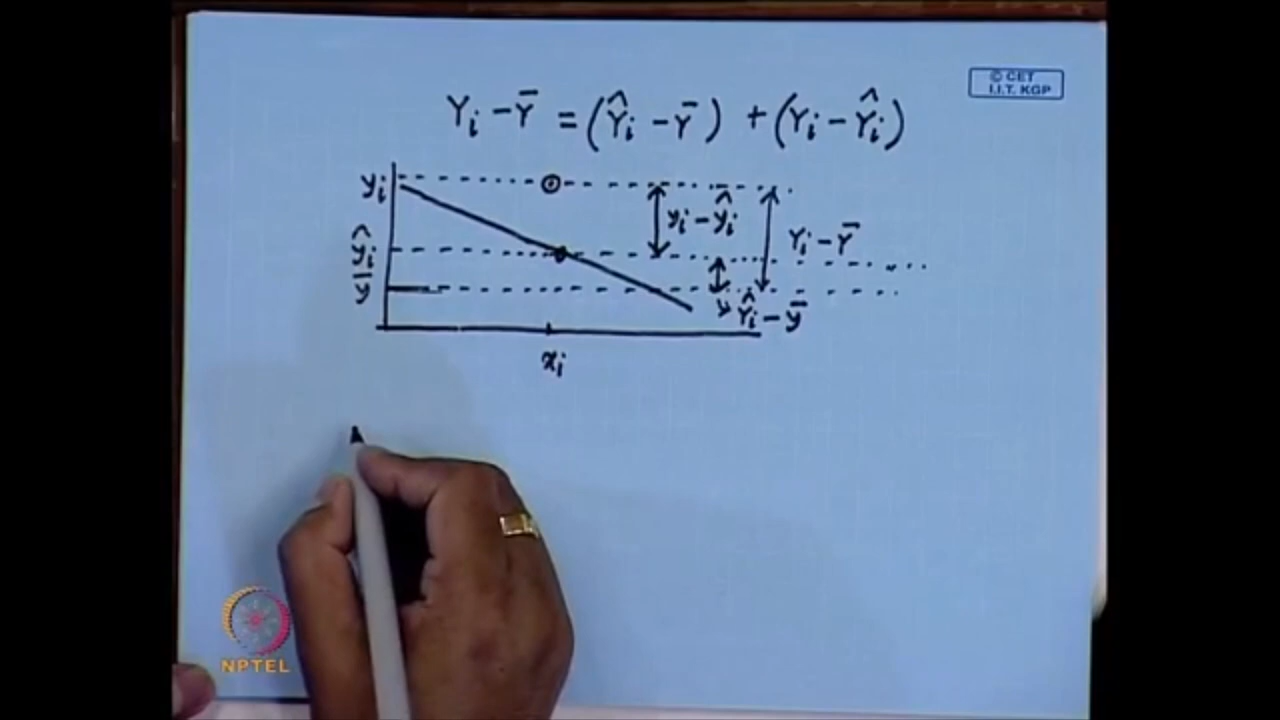 © CET
I.I.T. KGP
Yᵢ − Ȳ = (Ŷᵢ − Ȳ) + (Yᵢ − Ŷᵢ)
yᵢ
yᵢ − ŷᵢ
ŷᵢ
Yᵢ − Ȳ
ȳ
Ŷᵢ − ȳ
xᵢ
NPTEL